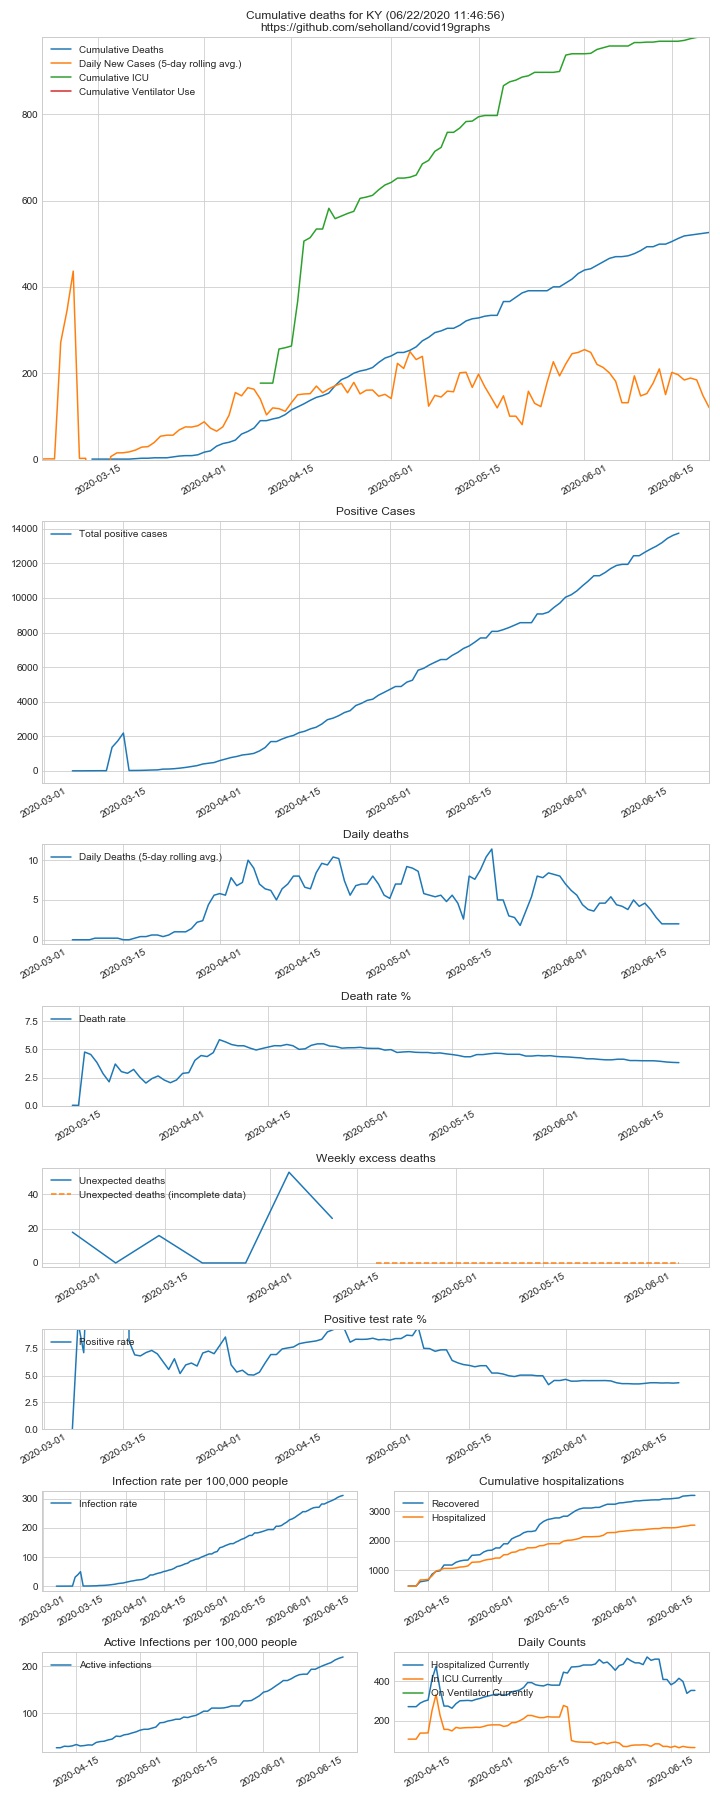 Cumulative deaths for KY (06/22/2020 11:46:56)
https://github.com/seholland/covid19graphs
Cumulative Deaths
Daily New Cases (5-day rolling avg.)
Cumulative ICU
Cumulative Ventilator Use
800
600
400
200
0
2020-03-15 2020-04-01 2020-04-15 2020-05-01 2020-05-15 2020-06-01 2020-06-15
Positive Cases
Total positive cases
14000
12000
10000
8000
6000
4000
2000
0
2020-03-01 2020-03-15 2020-04-01 2020-04-15 2020-05-01 2020-05-15 2020-06-01 2020-06-15
Daily deaths
Daily Deaths (5-day rolling avg.)
10
5
0
2020-03-01 2020-03-15 2020-04-01 2020-04-15 2020-05-01 2020-05-15 2020-06-01 2020-06-15
Death rate %
Death rate
7.5
5.0
2.5
0.0
2020-03-15 2020-04-01 2020-04-15 2020-05-01 2020-05-15 2020-06-01 2020-06-15
Weekly excess deaths
Unexpected deaths
Unexpected deaths (incomplete data)
40
20
0
2020-03-01 2020-03-15 2020-04-01 2020-04-15 2020-05-01 2020-05-15 2020-06-01
Positive test rate %
Positive rate
7.5
5.0
2.5
0.0
2020-03-01 2020-03-15 2020-04-01 2020-04-15 2020-05-01 2020-05-15 2020-06-01 2020-06-15
Infection rate per 100,000 people
Infection rate
300
200
100
0
2020-03-01 2020-03-15 2020-04-01 2020-04-15 2020-05-01 2020-05-15 2020-06-01 2020-06-15
Cumulative hospitalizations
Recovered
Hospitalized
3000
2000
1000
2020-04-15 2020-05-01 2020-05-15 2020-06-01 2020-06-15
Active Infections per 100,000 people
Active infections
200
100
2020-04-15 2020-05-01 2020-05-15 2020-06-01 2020-06-15
Daily Counts
Hospitalized Currently
In ICU Currently
On Ventilator Currently
400
200
2020-04-15 2020-05-01 2020-05-15 2020-06-01 2020-06-15